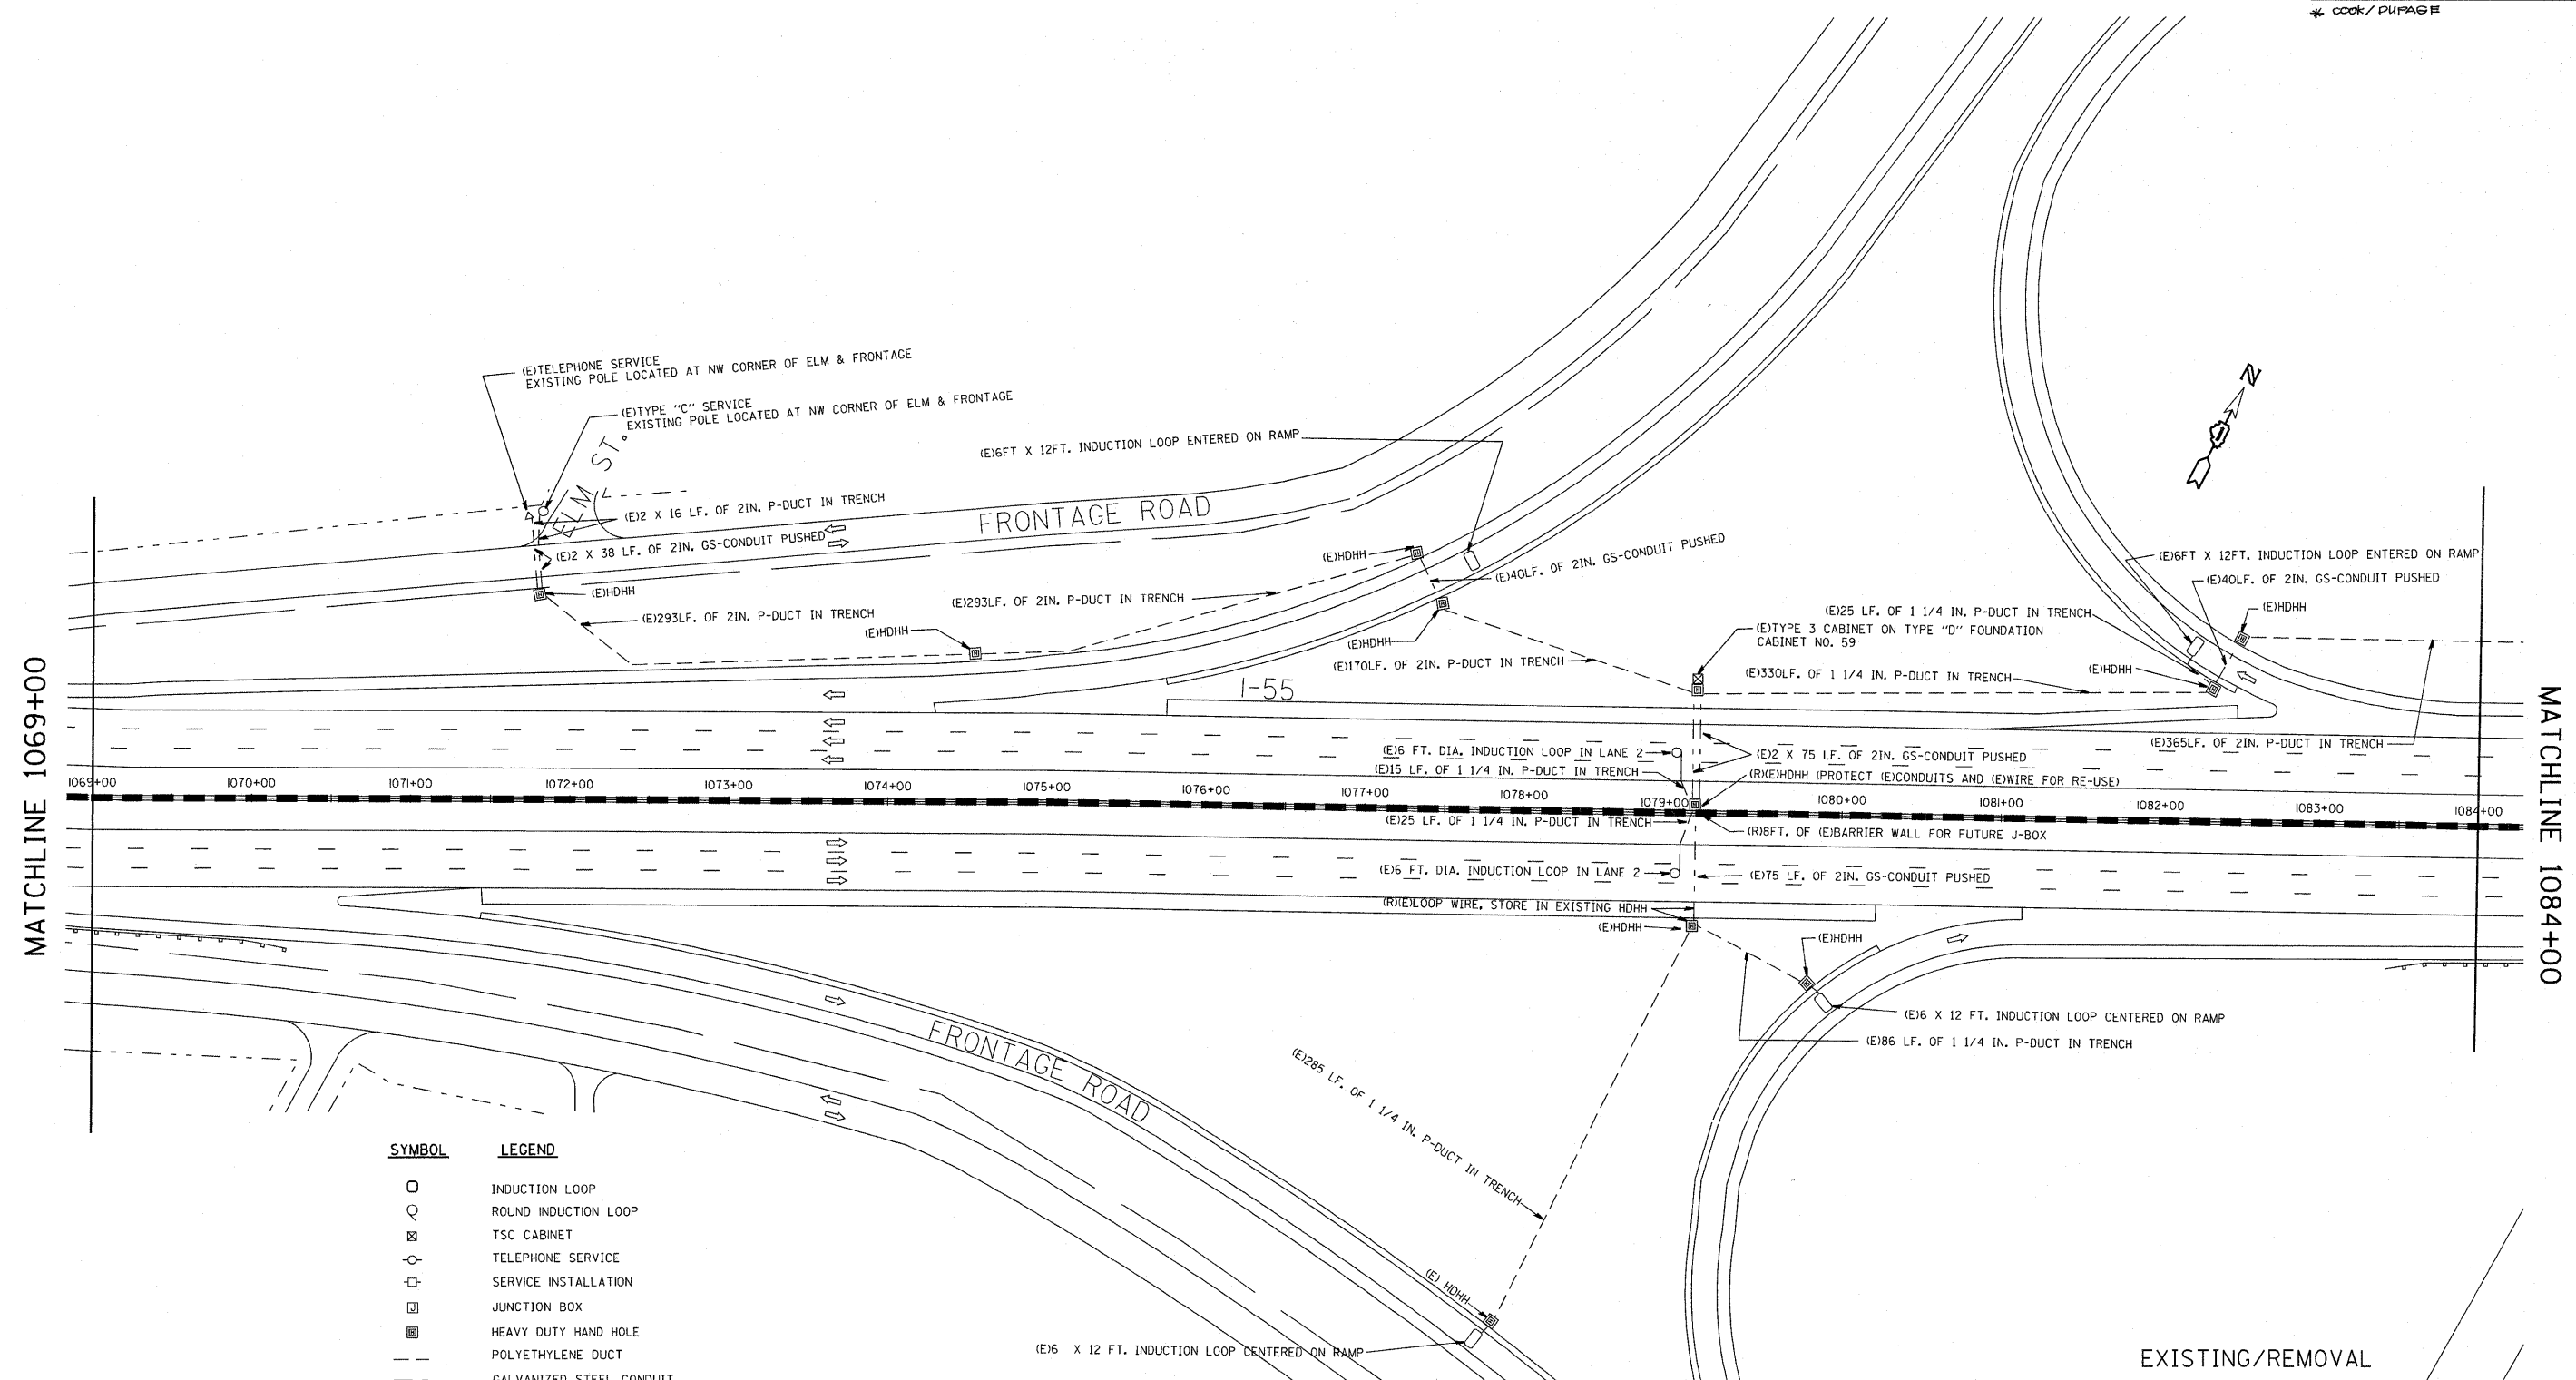 * COOK/DUPAGE
(E)TELEPHONE SERVICE
EXISTING POLE LOCATED AT NW CORNER OF ELM & FRONTAGE
(E)TYPE "C" SERVICE
EXISTING POLE LOCATED AT NW CORNER OF ELM & FRONTAGE
ELM ST.
(E)6FT X 12FT. INDUCTION LOOP ENTERED ON RAMP
N
(E)2 X 16 LF. OF 2IN. P-DUCT IN TRENCH
FRONTAGE ROAD
(E)2 X 38 LF. OF 2IN. GS-CONDUIT PUSHED
(E)HDHH
(E)40LF. OF 2IN. GS-CONDUIT PUSHED
(E)6FT X 12FT. INDUCTION LOOP ENTERED ON RAMP
(E)40LF. OF 2IN. GS-CONDUIT PUSHED
(E)HDHH
(E)HDHH
(E)293LF. OF 2IN. P-DUCT IN TRENCH
(E)293LF. OF 2IN. P-DUCT IN TRENCH
(E)HDHH
(E)HDHH
(E)25 LF. OF 1 1/4 IN. P-DUCT IN TRENCH
(E)TYPE 3 CABINET ON TYPE "D" FOUNDATION
CABINET NO. 59
(E)170LF. OF 2IN. P-DUCT IN TRENCH
(E)330LF. OF 1 1/4 IN. P-DUCT IN TRENCH
(E)HDHH
I-55
MATCHLINE 1069+00
MATCHLINE 1084+00
(E)6 FT. DIA. INDUCTION LOOP IN LANE 2
(E)2 X 75 LF. OF 2IN. GS-CONDUIT PUSHED
(E)365LF. OF 2IN. P-DUCT IN TRENCH
(E)15 LF. OF 1 1/4 IN. P-DUCT IN TRENCH
(R)(E)HDHH (PROTECT (E)CONDUITS AND (E)WIRE FOR RE-USE)
1069+00 1070+00 1071+00 1072+00 1073+00 1074+00 1075+00 1076+00 1077+00 1078+00 1079+00 1080+00 1081+00 1082+00 1083+00 1084+00
(E)25 LF. OF 1 1/4 IN. P-DUCT IN TRENCH
(R)8FT. OF (E)BARRIER WALL FOR FUTURE J-BOX
(E)6 FT. DIA. INDUCTION LOOP IN LANE 2
(E)75 LF. OF 2IN. GS-CONDUIT PUSHED
(R)(E)LOOP WIRE, STORE IN EXISTING HDHH
(E)HDHH
(E)HDHH
(E)6 X 12 FT. INDUCTION LOOP CENTERED ON RAMP
(E)86 LF. OF 1 1/4 IN. P-DUCT IN TRENCH
FRONTAGE ROAD
(E)285 LF. OF 1 1/4 IN. P-DUCT IN TRENCH
(E) HDHH
(E)6 X 12 FT. INDUCTION LOOP CENTERED ON RAMP
SYMBOL LEGEND
INDUCTION LOOP
ROUND INDUCTION LOOP
TSC CABINET
TELEPHONE SERVICE
SERVICE INSTALLATION
J JUNCTION BOX
HEAVY DUTY HAND HOLE
POLYETHYLENE DUCT
GALVANIZED STEEL CONDUIT
EXISTING/REMOVAL